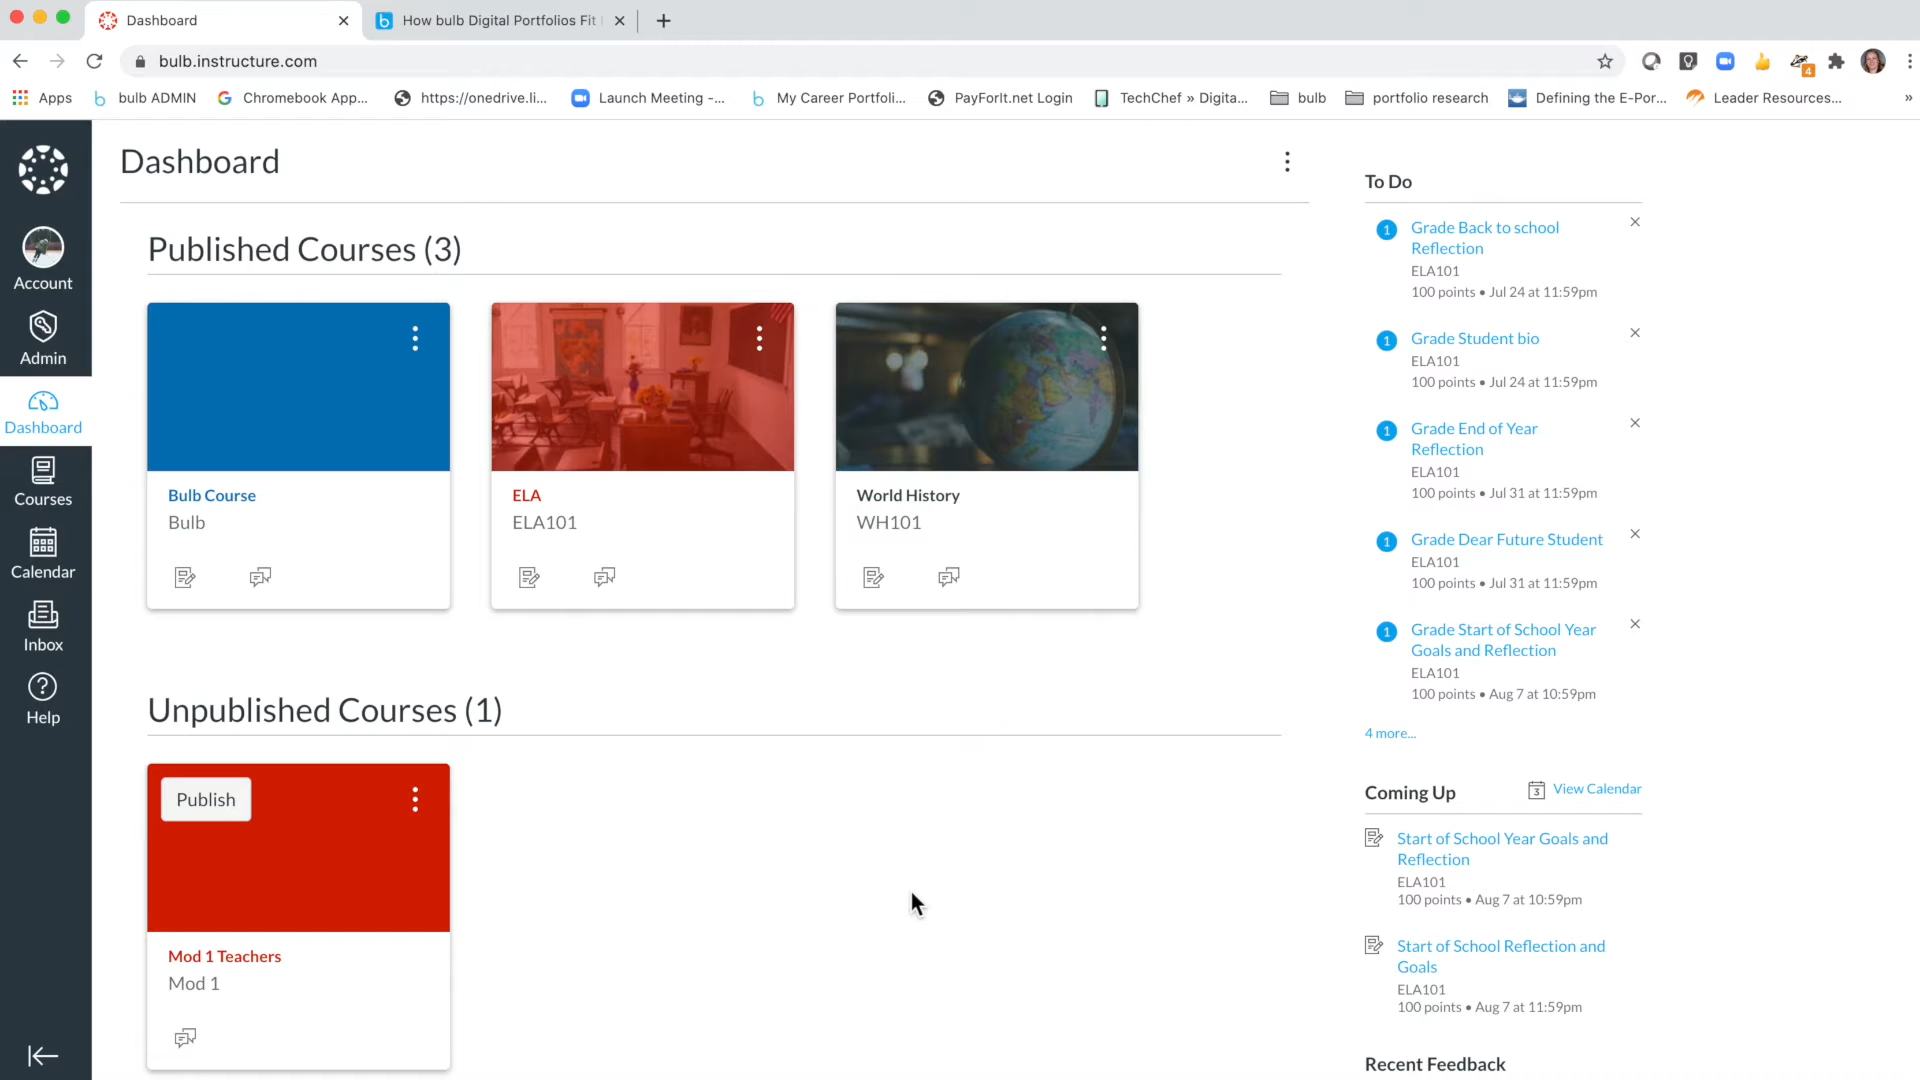 Dashboard
How bulb Digital Portfolios Fit
bulb.instructure.com
4
Apps
bulb ADMIN
Chromebook App...
https://onedrive.li...
Launch Meeting -...
My Career Portfoli...
PayForIt.net Login
TechChef » Digita...
bulb
portfolio research
Defining the E-Por...
Leader Resources...
»
Account
Admin
Dashboard
Courses
Calendar
Inbox
Help
Dashboard
Published Courses (3)
Bulb Course
Bulb
ELA
ELA101
World History
WH101
Unpublished Courses (1)
Publish
Mod 1 Teachers
Mod 1
To Do
1
Grade Back to school
Reflection
ELA101
100 points • Jul 24 at 11:59pm
1
Grade Student bio
ELA101
100 points • Jul 24 at 11:59pm
1
Grade End of Year
Reflection
ELA101
100 points • Jul 31 at 11:59pm
1
Grade Dear Future Student
ELA101
100 points • Jul 31 at 11:59pm
1
Grade Start of School Year
Goals and Reflection
ELA101
100 points • Aug 7 at 10:59pm
4 more...
Coming Up
3
View Calendar
Start of School Year Goals and
Reflection
ELA101
100 points • Aug 7 at 10:59pm
Start of School Reflection and
Goals
ELA101
100 points • Aug 7 at 11:59pm
Recent Feedback